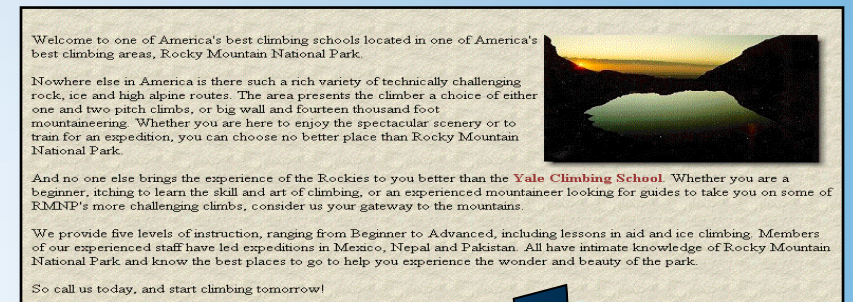 Welcome to one of America's best climbing schools located in one of America's
best climbing areas, Rocky Mountain National Park.
Nowhere else in America is there such a rich variety of technically challenging
rock, ice and high alpine routes. The area presents the climber a choice of either
one and two pitch climbs, or big wall and fourteen thousand foot
mountaineering. Whether you are here to enjoy the spectacular scenery or to
train for an expedition, you can choose no better place than Rocky Mountain
National Park.
And no one else brings the experience of the Rockies to you better than the Yale Climbing School. Whether you are a
beginner, itching to learn the skill and art of climbing, or an experienced mountaineer looking for guides to take you on some of
RMNP's more challenging climbs, consider us your gateway to the mountains.
We provide five levels of instruction, ranging from Beginner to Advanced, including lessons in aid and ice climbing. Members
of our experienced staff have led expeditions in Mexico, Nepal and Pakistan. All have intimate knowledge of Rocky Mountain
National Park and know the best places to go to help you experience the wonder and beauty of the park.
So call us today, and start climbing tomorrow!